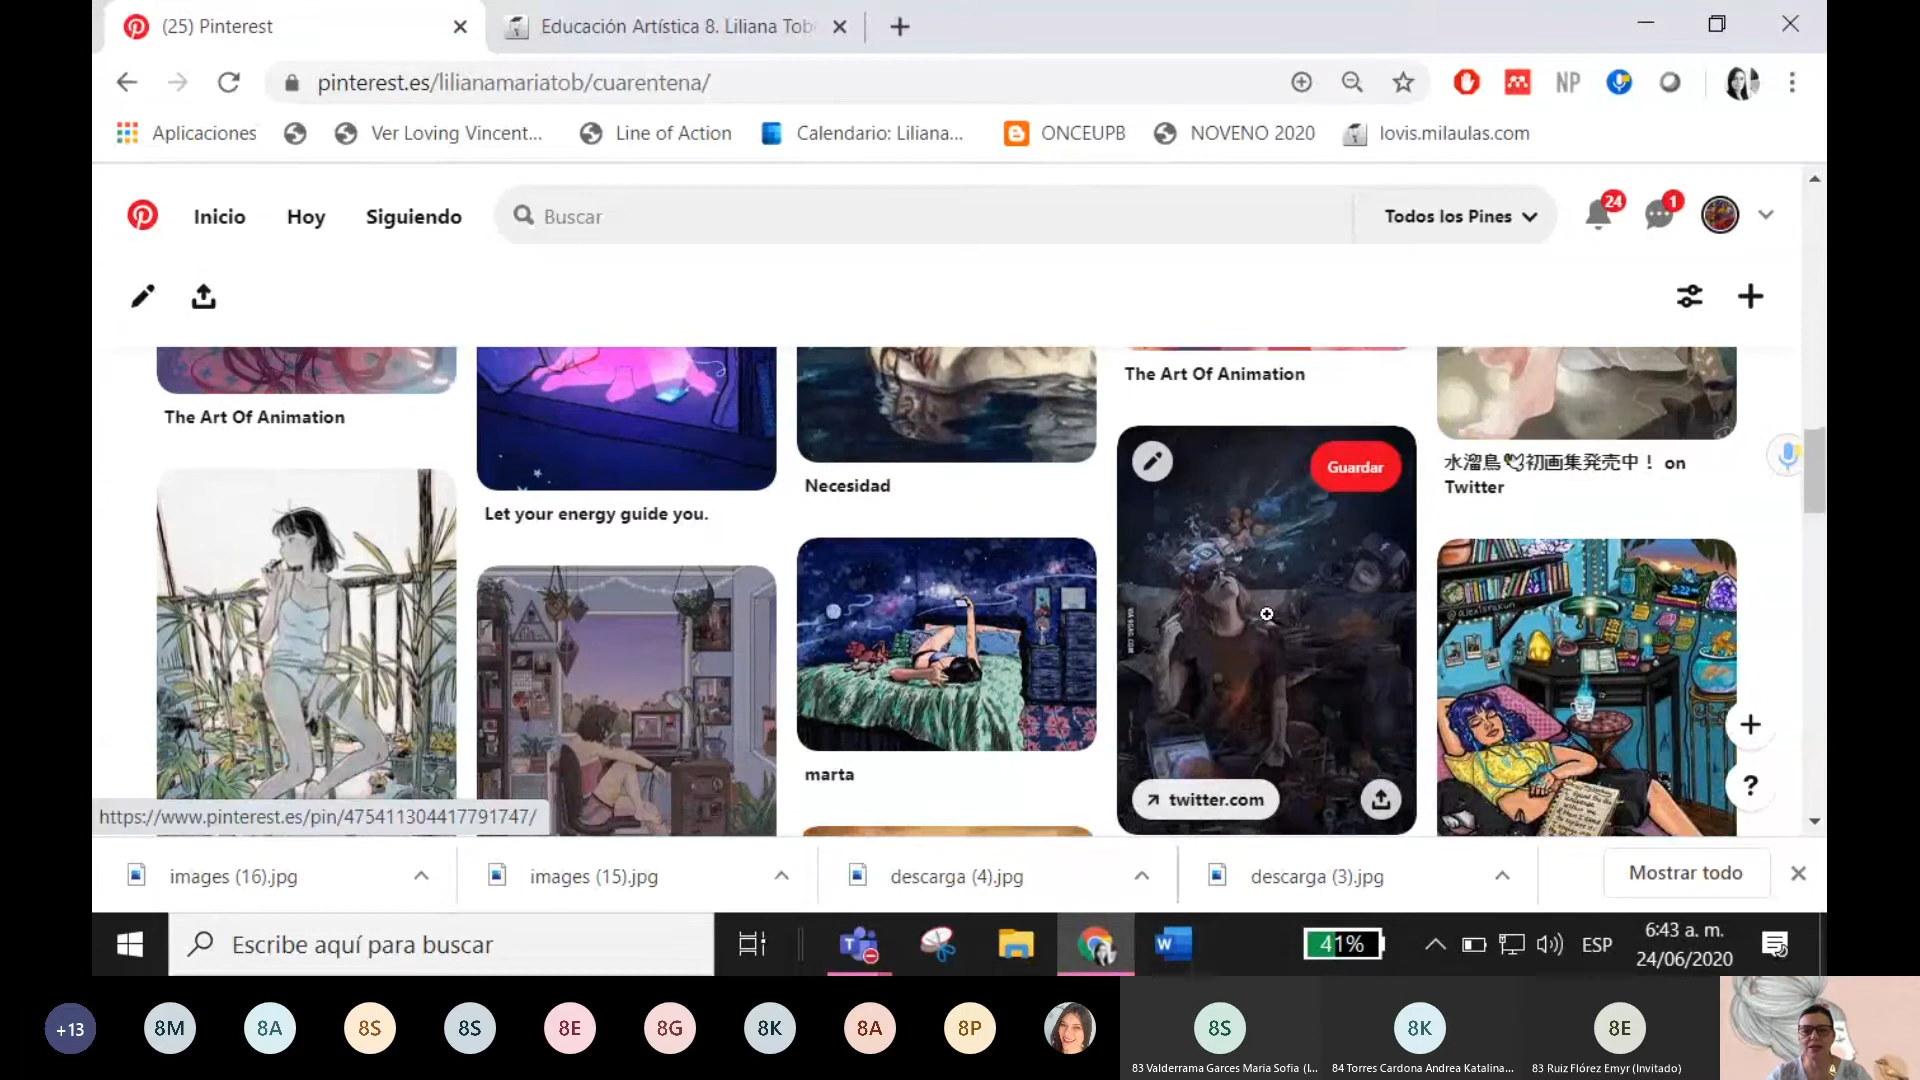 (25) Pinterest
Educación Artística 8. Liliana Tob
pinterest.es/lilianamariatob/cuarentena/
NP
Aplicaciones
Ver Loving Vincent...
Line of Action
Calendario: Liliana...
ONCEUPB
NOVENO 2020
lovis.milaulas.com
Inicio
Hoy
Siguiendo
Buscar
Todos los Pines
24
1
The Art Of Animation
Let your energy guide you.
Necesidad
marta
The Art Of Animation
Guardar
twitter.com
水溜鳥🕊初画集発売中！ on
Twitter
?
https://www.pinterest.es/pin/475411304417791747/
images (16).jpg
images (15).jpg
descarga (4).jpg
descarga (3).jpg
Mostrar todo
Escribe aquí para buscar
41%
ESP
6:43 a. m.
24/06/2020
+13
8M
8A
8S
8S
8E
8G
8K
8A
8P
8S
8K
8E
83 Valderrama Garces Maria Sofia (I...
84 Torres Cardona Andrea Katalina...
83 Ruiz Flórez Emyr (Invitado)